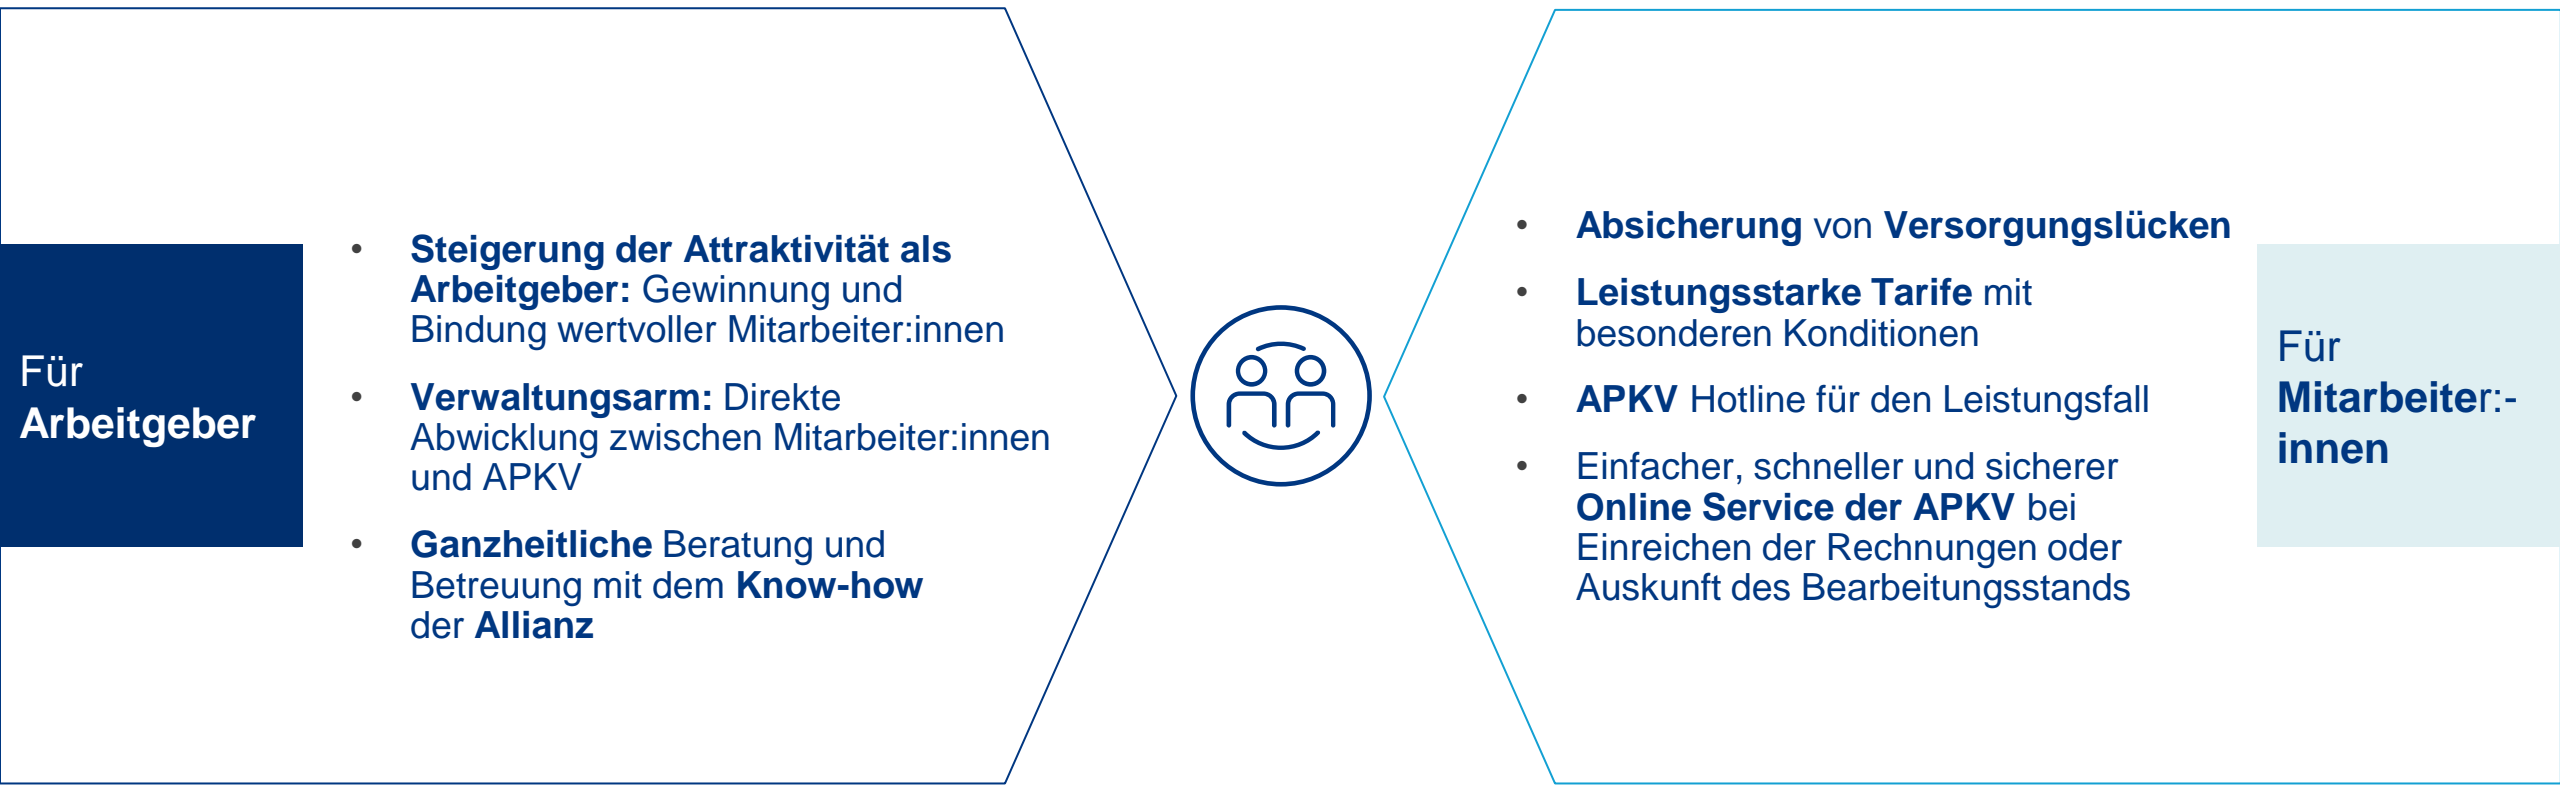 Für
Arbeitgeber
• Steigerung der Attraktivität als
Arbeitgeber: Gewinnung und
Bindung wertvoller Mitarbeiter:innen
• Verwaltungsarm: Direkte
Abwicklung zwischen Mitarbeiter:innen
und APKV
• Ganzheitliche Beratung und
Betreuung mit dem Know-how
der Allianz
• Absicherung von Versorgungslücken
• Leistungsstarke Tarife mit
besonderen Konditionen
• APKV Hotline für den Leistungsfall
• Einfacher, schneller und sicherer
Online Service der APKV bei
Einreichen der Rechnungen oder
Auskunft des Bearbeitungsstands
Für
Mitarbeiter:-
innen